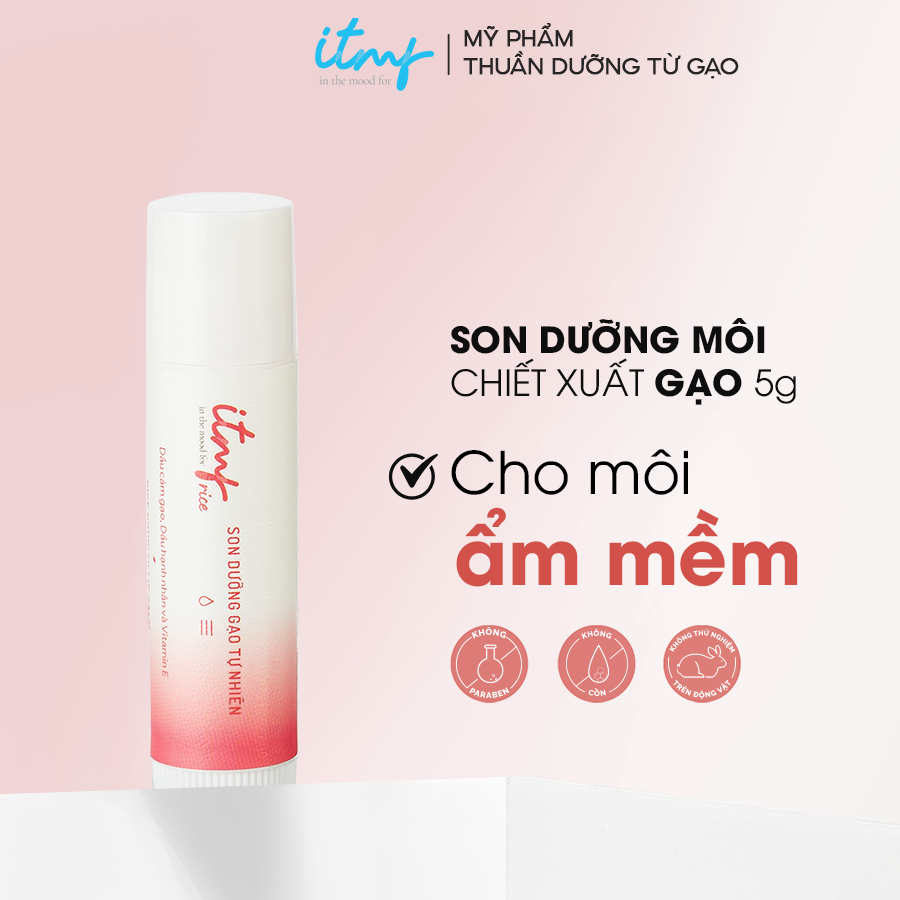 itmf
in the mood for
MỸ PHẨM
THUẦN DƯỠNG TỪ GẠO
SON DƯỠNG MÔI
CHIẾT XUẤT GẠO 5g
Cho môi
ẩm mềm
KHÔNG
PARABEN
KHÔNG
CỒN
KHÔNG THỬ NGHIỆM
TRÊN ĐỘNG VẬT
itmf
in the mood for
rice
SON DƯỠNG GẠO TỰ NHIÊN
Dầu cám gạo, Dầu hạnh nhân và Vitamin E